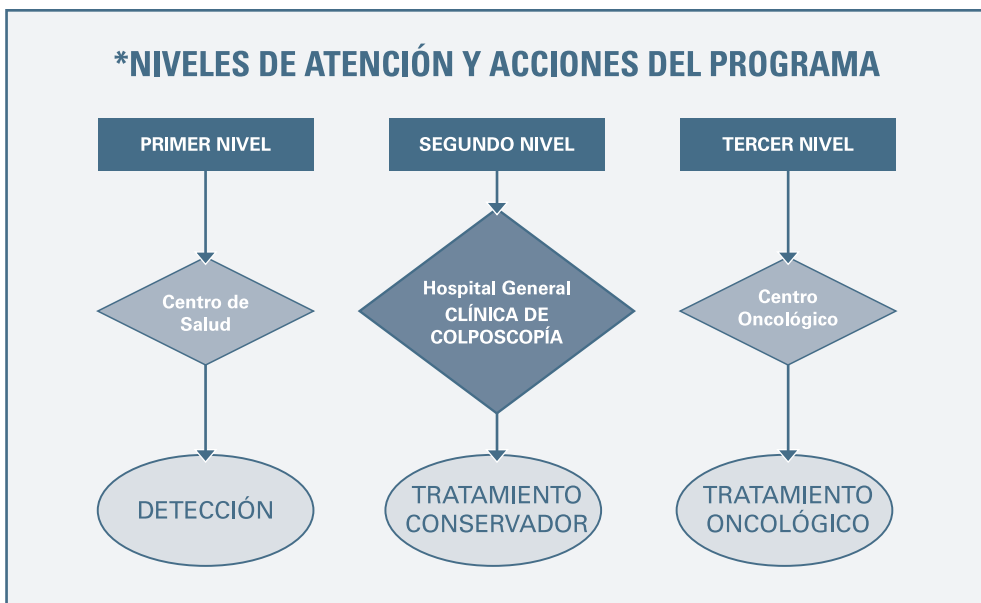 *NIVELES DE ATENCIÓN Y ACCIONES DEL PROGRAMA
PRIMER NIVEL
Centro de
Salud
DETECCIÓN
SEGUNDO NIVEL
Hospital General
CLÍNICA DE
COLPOSCOPÍA
TRATAMIENTO
CONSERVADOR
TERCER NIVEL
Centro
Oncológico
TRATAMIENTO
ONCOLÓGICO